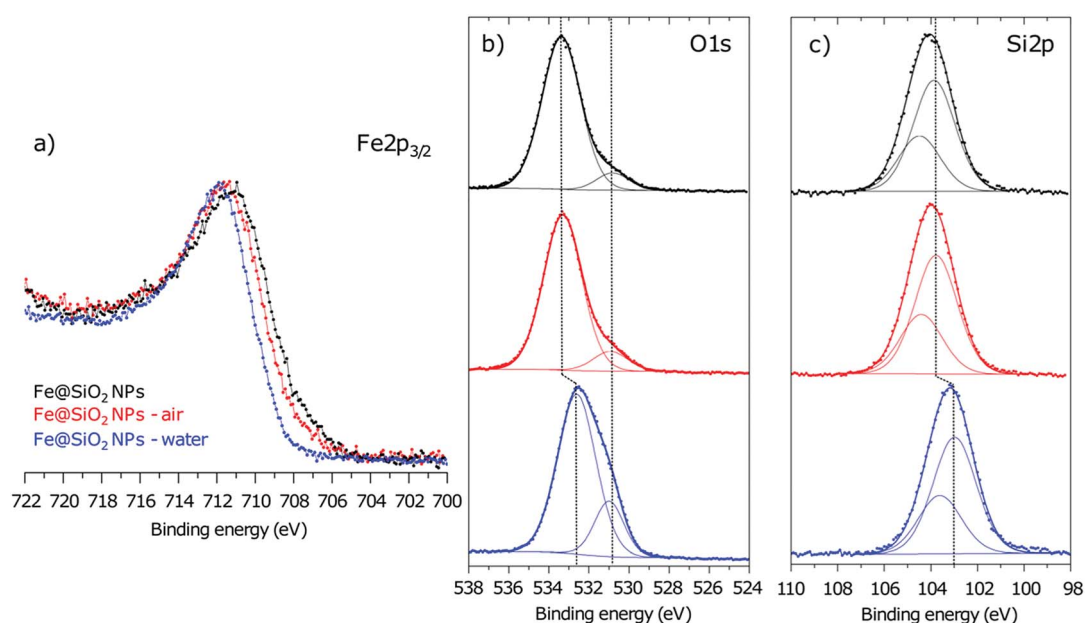 a)
Fe2p₃/₂
Fe@SiO₂ NPs
Fe@SiO₂ NPs - air
Fe@SiO₂ NPs - water
722 720 718 716 714 712 710 708 706 704 702 700
Binding energy (eV)
b)
O1s
538 536 534 532 530 528 526 524
Binding energy (eV)
c)
Si2p
110 108 106 104 102 100 98
Binding energy (eV)